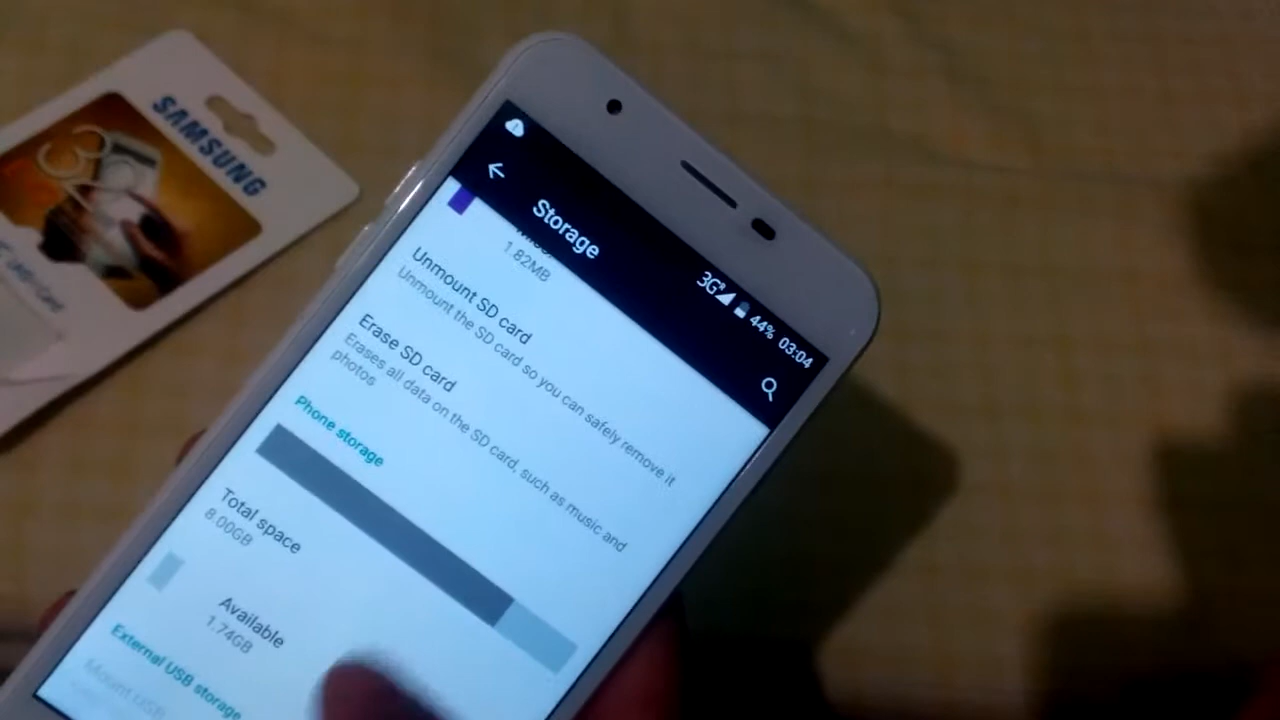 SAMSUNG
Storage
3G
44%
03:04
1.82MB
Unmount SD card
Unmount the SD card so you can safely remove it
Erase SD card
Erases all data on the SD card, such as music and
photos
Phone storage
Total space
8.00GB
Available
1.74GB
External USB storage
Mount USB